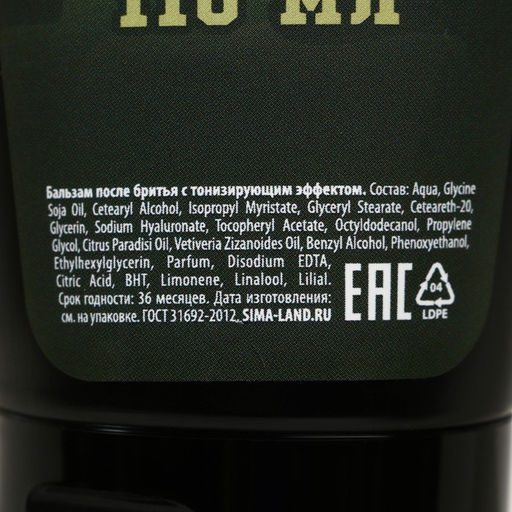 110 МЛ
Бальзам после бритья с тонизирующим эффектом. Состав: Aqua, Glycine
Soja Oil, Cetearyl Alcohol, Isopropyl Myristate, Glyceryl Stearate, Ceteareth-20,
Glycerin, Sodium Hyaluronate, Tocopheryl Acetate, Octyldodecanol, Propylene
Glycol, Citrus Paradisi Oil, Vetiveria Zizanoides Oil, Benzyl Alcohol, Phenoxyethanol,
Ethylhexylglycerin, Parfum, Disodium EDTA,
Citric Acid, BHT, Limonene, Linalool, Lilial.
Срок годности: 36 месяцев. Дата изготовления:
см. на упаковке. ГОСТ 31692-2012, SIMA-LAND.RU
EAC
04
LDPE